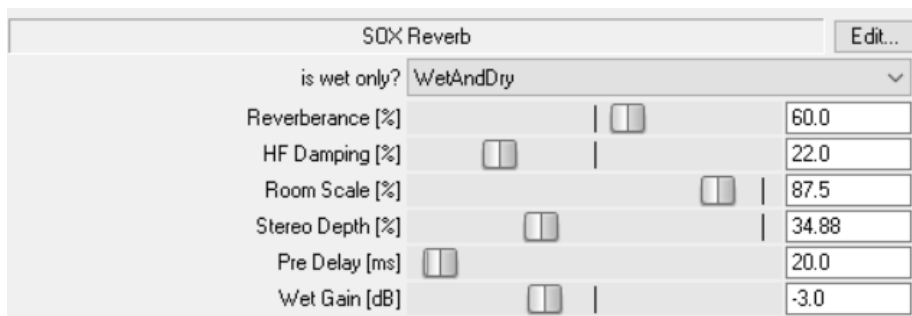 SOX Reverb Edit...
is wet only? WetAndDry
Reverberance [%] 60.0
HF Damping [%] 22.0
Room Scale [%] 87.5
Stereo Depth [%] 34.88
Pre Delay [ms] 20.0
Wet Gain [dB] -3.0